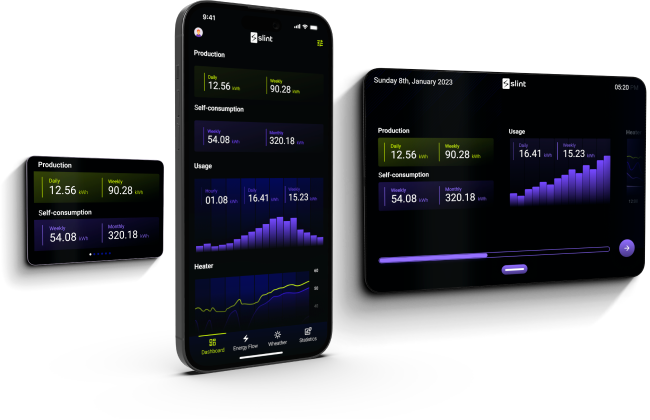 Production
Daily
12.56 kWh
Weekly
90.28 kWh
Self-consumption
Weekly
54.08 kWh
Monthly
320.18 kWh
9:41
slint
Production
Daily
12.56 kWh
Weekly
90.28 kWh
Self-consumption
Weekly
54.08 kWh
Monthly
320.18 kWh
Usage
Hourly
01.08 kWh
Daily
16.41 kWh
Weekly
15.23 kWh
Heater
60
50
Dashboard
Energy Flow
Wheather
Statistics
Sunday 8th, January 2023
slint
05:20 PM
Production
Daily
12.56 kWh
Weekly
90.28 kWh
Self-consumption
Weekly
54.08 kWh
Monthly
320.18 kWh
Usage
Daily
16.41 kWh
Weekly
15.23 kWh